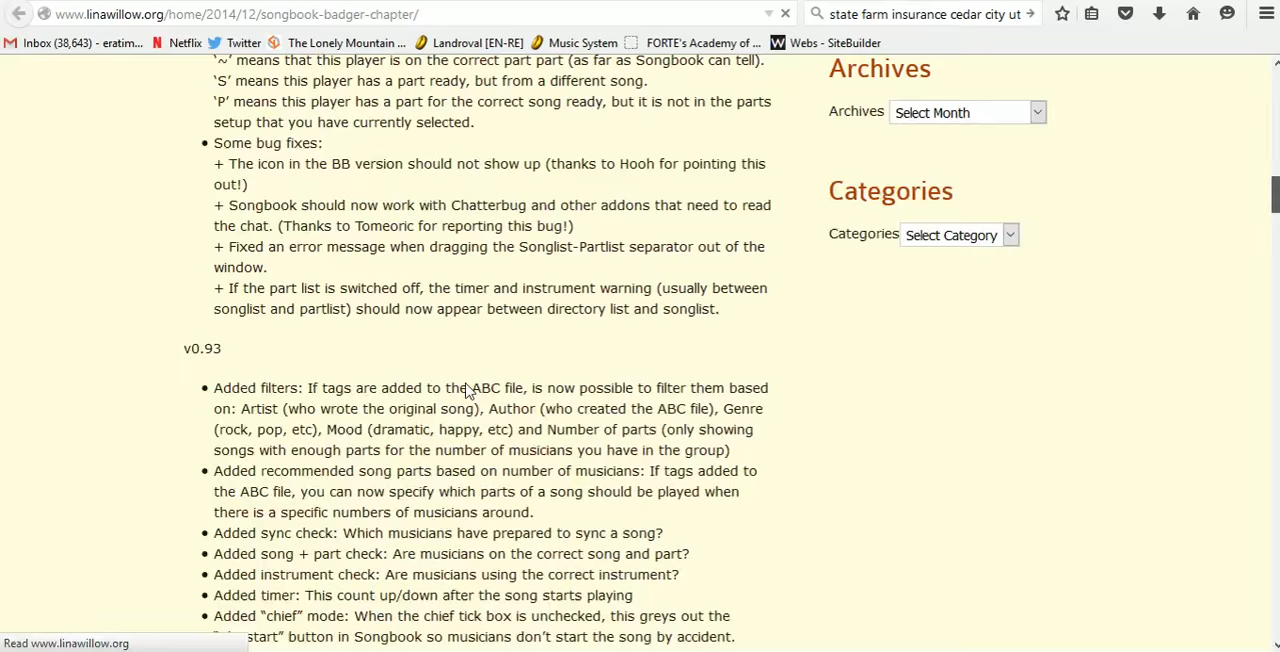 www.linawillow.org/home/2014/12/songbook-badger-chapter/
state farm insurance cedar city ut
Inbox (38,643) - eratim...
Netflix
Twitter
The Lonely Mountain ...
Landroval [EN-RE]
Music System
FORTE's Academy of ...
Webs - SiteBuilder
'~' means that this player is on the correct part part (as far as Songbook can tell).
'S' means this player has a part ready, but from a different song.
'P' means this player has a part for the correct song ready, but it is not in the parts
setup that you have currently selected.
• Some bug fixes:
+ The icon in the BB version should not show up (thanks to Hooh for pointing this
out!)
+ Songbook should now work with Chatterbug and other addons that need to read
the chat. (Thanks to Tomeoric for reporting this bug!)
+ Fixed an error message when dragging the Songlist-Partlist separator out of the
window.
+ If the part list is switched off, the timer and instrument warning (usually between
songlist and partlist) should now appear between directory list and songlist.
v0.93
• Added filters: If tags are added to the ABC file, is now possible to filter them based
on: Artist (who wrote the original song), Author (who created the ABC file), Genre
(rock, pop, etc), Mood (dramatic, happy, etc) and Number of parts (only showing
songs with enough parts for the number of musicians you have in the group)
• Added recommended song parts based on number of musicians: If tags added to
the ABC file, you can now specify which parts of a song should be played when
there is a specific numbers of musicians around.
• Added sync check: Which musicians have prepared to sync a song?
• Added song + part check: Are musicians on the correct song and part?
• Added instrument check: Are musicians using the correct instrument?
• Added timer: This count up/down after the song starts playing
• Added "chief" mode: When the chief tick box is unchecked, this greys out the
start" button in Songbook so musicians don't start the song by accident.
Archives
Archives Select Month
Categories
Categories Select Category
Read www.linawillow.org